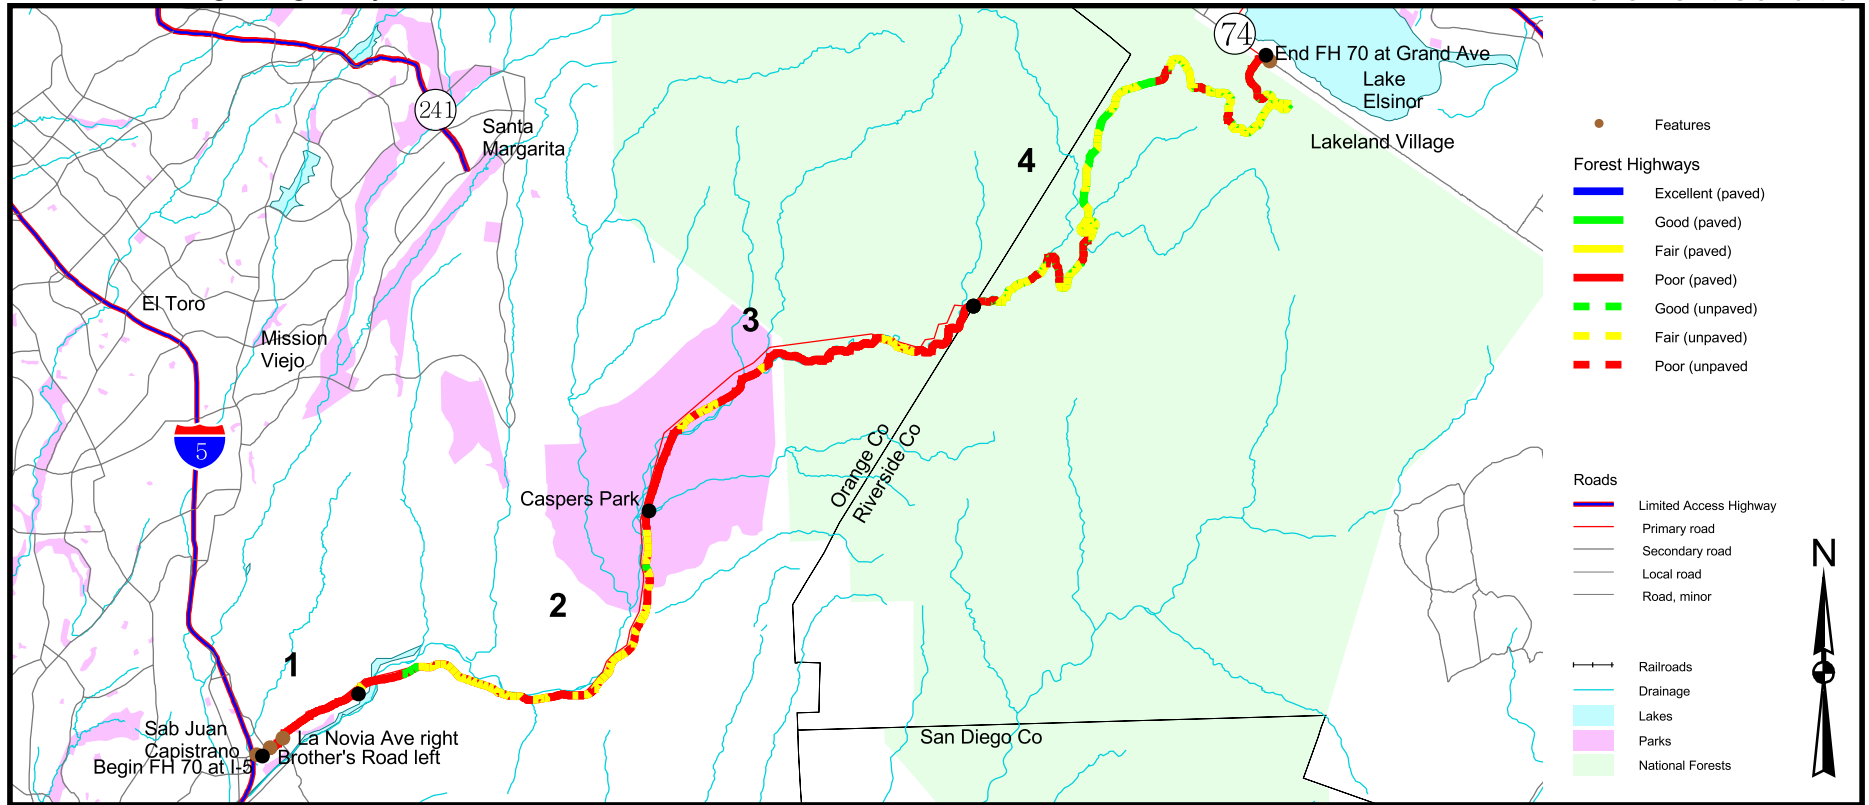 74
End FH 70 at Grand Ave
Lake
Elsinor
241
Santa
Margarita
Lakeland Village
4
El Toro
Mission
Viejo
3
5
Caspers Park
Orange Co
Riverside Co
2
1
Sab Juan
Capistrano
Begin FH 70 at I-5
La Novia Ave right
Brother's Road left
San Diego Co
Features
Forest Highways
Excellent (paved)
Good (paved)
Fair (paved)
Poor (paved)
Good (unpaved)
Fair (unpaved)
Poor (unpaved
Roads
Limited Access Highway
Primary road
Secondary road
Local road
Road, minor
Railroads
Drainage
Lakes
Parks
National Forests
N